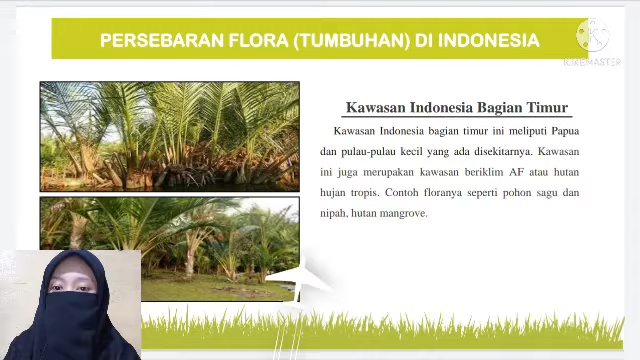 PERSEBARAN FLORA (TUMBUHAN) DI INDONESIA
KINEMASTER
Kawasan Indonesia Bagian Timur
Kawasan Indonesia bagian timur ini meliputi Papua
dan pulau-pulau kecil yang ada disekitarnya. Kawasan
ini juga merupakan kawasan beriklim AF atau hutan
hujan tropis. Contoh floranya seperti pohon sagu dan
nipah, hutan mangrove.